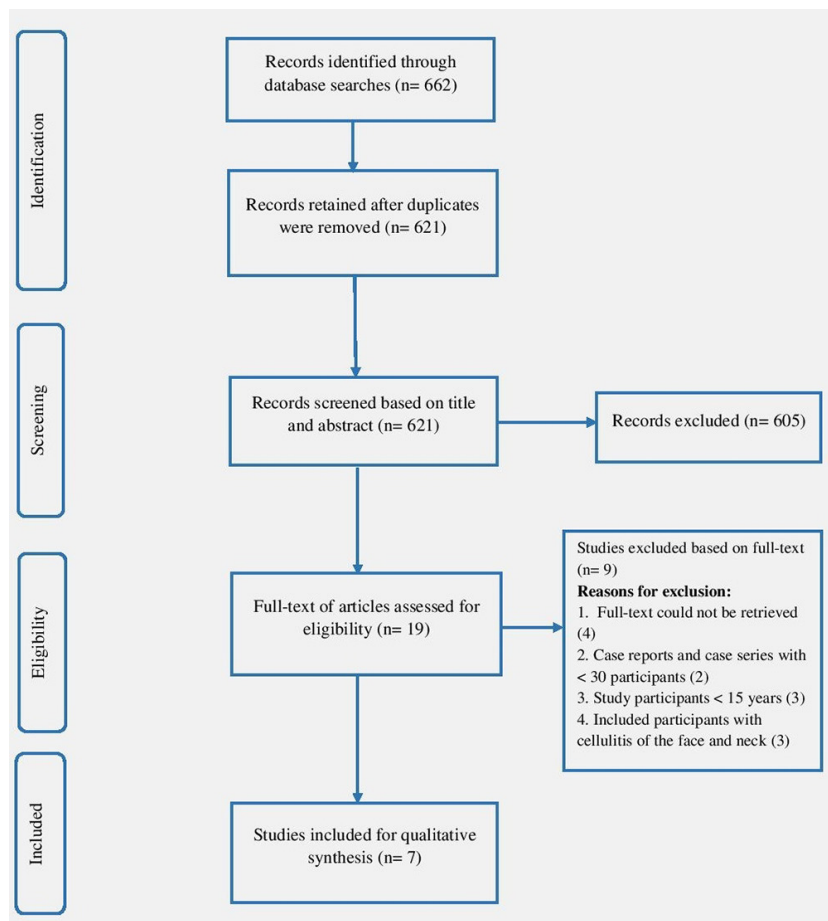 Identification
Records identified through
database searches (n= 662)
Records retained after duplicates
were removed (n= 621)
Screening
Records screened based on title
and abstract (n= 621)
Records excluded (n= 605)
Eligibility
Full-text of articles assessed for
eligibility (n= 19)
Studies excluded based on full-text
(n= 9)
Reasons for exclusion:
1. Full-text could not be retrieved
(4)
2. Case reports and case series with
< 30 participants (2)
3. Study participants < 15 years (3)
4. Included participants with
cellulitis of the face and neck (3)
Included
Studies included for qualitative
synthesis (n= 7)